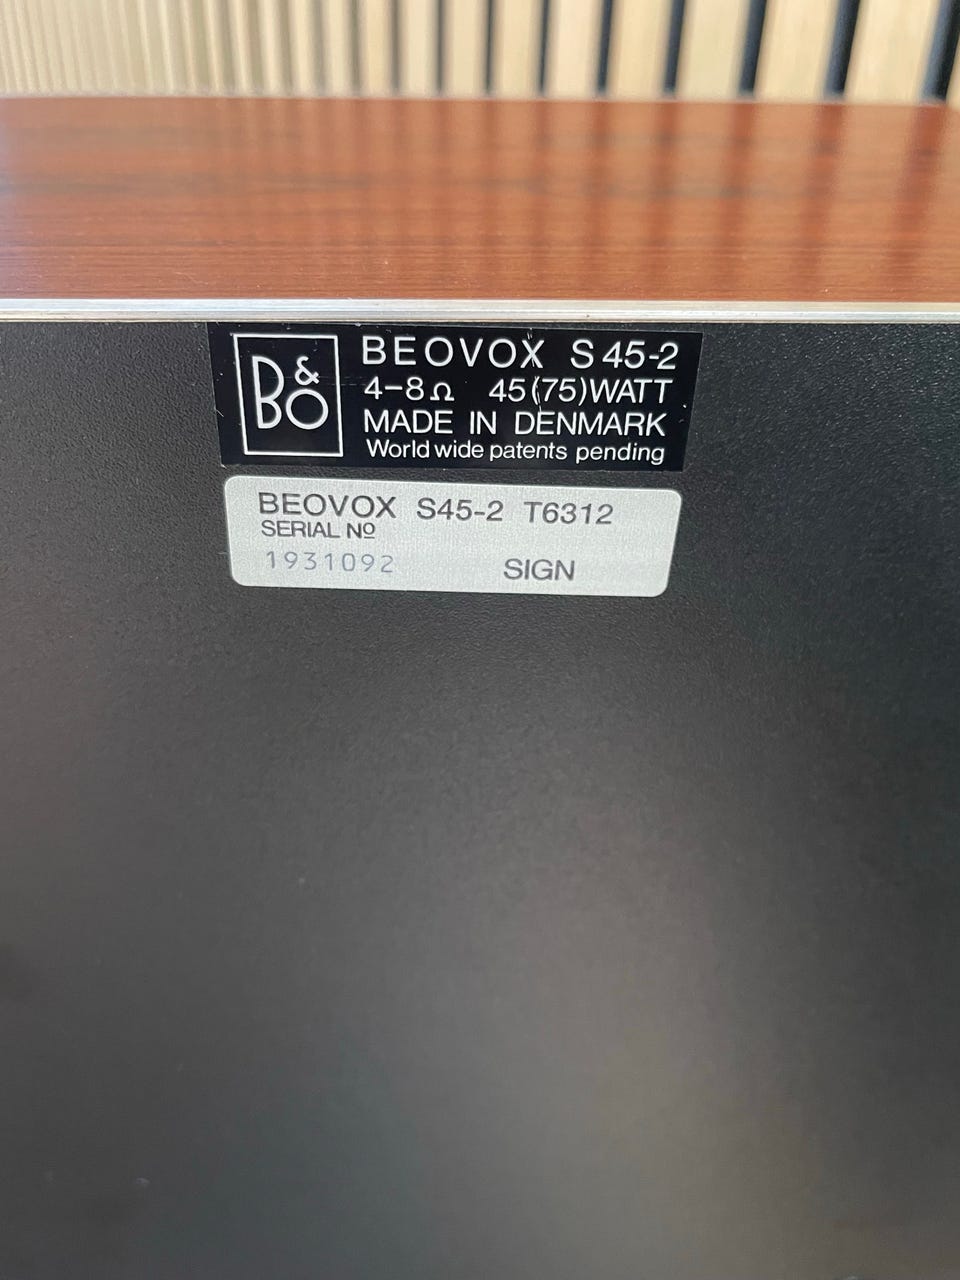 B&O
BEOVOX S45-2
4-8Ω 45(75)WATT
MADE IN DENMARK
World wide patents pending
BEOVOX S45-2 T6312
SERIAL Nº
1931092 SIGN